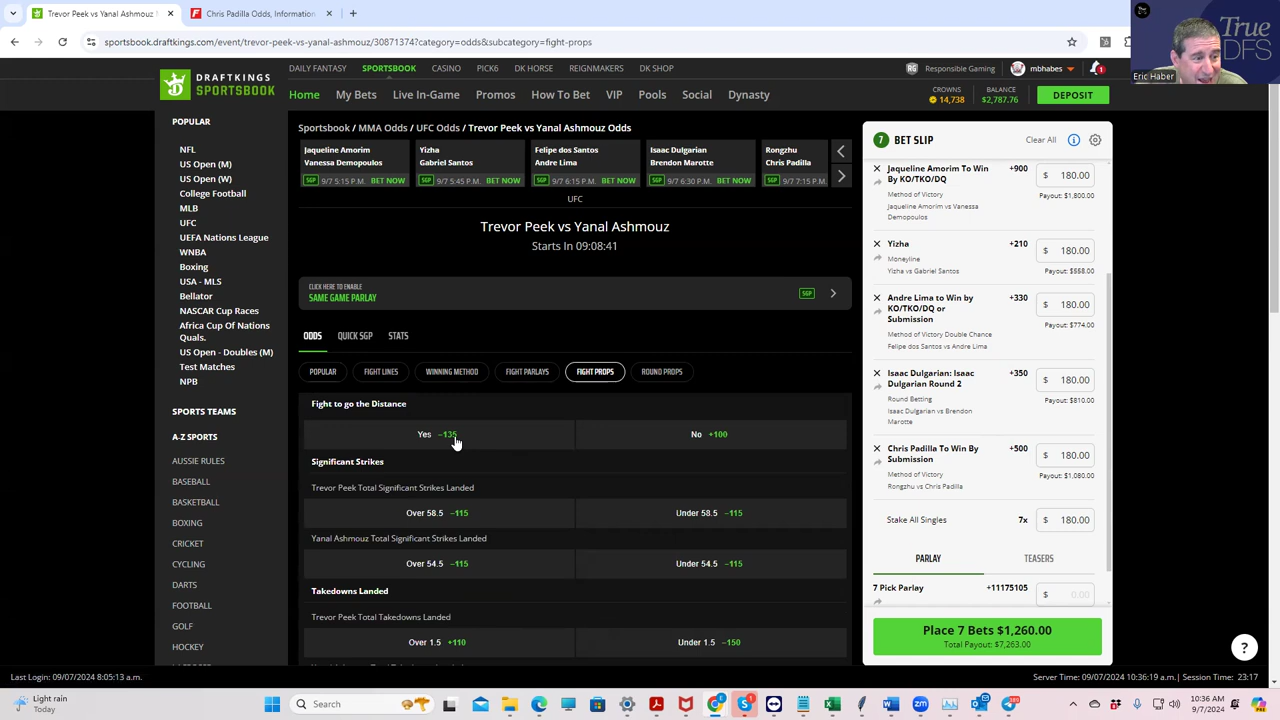 Trevor Peek vs Yanal Ashmouz
Chris Padilla Odds, Information
sportsbook.draftkings.com/event/trevor-peek-vs-yanal-ashmouz/30871374?category=odds&subcategory=fight-props
True
DFS
Eric Haber
DRAFTKINGS
SPORTSBOOK
DAILY FANTASY SPORTSBOOK CASINO PICK6 DK HORSE REIGNMAKERS DK SHOP
RG Responsible Gaming mbhabes 1
Home My Bets Live In-Game Promos How To Bet VIP Pools Social Dynasty
CROWNS
14,738
BALANCE
$2,787.76
DEPOSIT
POPULAR
NFL
US Open (M)
US Open (W)
College Football
MLB
UFC
UEFA Nations League
WNBA
Boxing
USA - MLS
Bellator
NASCAR Cup Races
Africa Cup Of Nations
Quals.
US Open - Doubles (M)
Test Matches
NPB
SPORTS TEAMS
A-Z SPORTS
AUSSIE RULES
BASEBALL
BASKETBALL
BOXING
CRICKET
CYCLING
DARTS
FOOTBALL
GOLF
HOCKEY
Sportsbook / MMA Odds / UFC Odds / Trevor Peek vs Yanal Ashmouz Odds
Jaqueline Amorim
Vanessa Demopoulos
SGP 9/7 5:15 PM BET NOW
Yizha
Gabriel Santos
SGP 9/7 5:45 PM BET NOW
Felipe dos Santos
Andre Lima
SGP 9/7 6:15 PM BET NOW
Isaac Dulgarian
Brendon Marotte
SGP 9/7 6:30 PM BET NOW
Rongzhu
Chris Padilla
SGP 9/7 7:15 PM
UFC
Trevor Peek vs Yanal Ashmouz
Starts In 09:08:41
CLICK HERE TO ENABLE
SAME GAME PARLAY
SGP
ODDS QUICK SGP STATS
POPULAR FIGHT LINES WINNING METHOD FIGHT PARLAYS FIGHT PROPS ROUND PROPS
Fight to go the Distance
Yes −135 No +100
Significant Strikes
Trevor Peek Total Significant Strikes Landed
Over 58.5 −115 Under 58.5 −115
Yanal Ashmouz Total Significant Strikes Landed
Over 54.5 −115 Under 54.5 −115
Takedowns Landed
Trevor Peek Total Takedowns Landed
Over 1.5 +110 Under 1.5 −150
7 BET SLIP Clear All
Jaqueline Amorim To Win
By KO/TKO/DQ
+900
$ 180.00
Method of Victory
Payout: $1,800.00
Jaqueline Amorim vs Vanessa
Demopoulos
Yizha +210 $ 180.00
Moneyline
Yizha vs Gabriel Santos
Payout: $558.00
Andre Lima to Win by
KO/TKO/DQ or
Submission
+330
$ 180.00
Payout: $774.00
Method of Victory Double Chance
Felipe dos Santos vs Andre Lima
Isaac Dulgarian: Isaac
Dulgarian Round 2
+350
$ 180.00
Round Betting
Payout: $810.00
Isaac Dulgarian vs Brendon
Marotte
Chris Padilla To Win By
Submission
+500
$ 180.00
Method of Victory
Payout: $1,080.00
Rongzhu vs Chris Padilla
Stake All Singles 7x $ 180.00
PARLAY TEASERS
7 Pick Parlay +11175105 $ 0.00
Place 7 Bets $1,260.00
Total Payout: $7,263.00
?
Last Login: 09/07/2024 8:05:13 a.m.
Server Time: 09/07/2024 10:36:19 a.m. Session Time: 23:17
Light rain
Today
Search
10:36 AM
9/7/2024